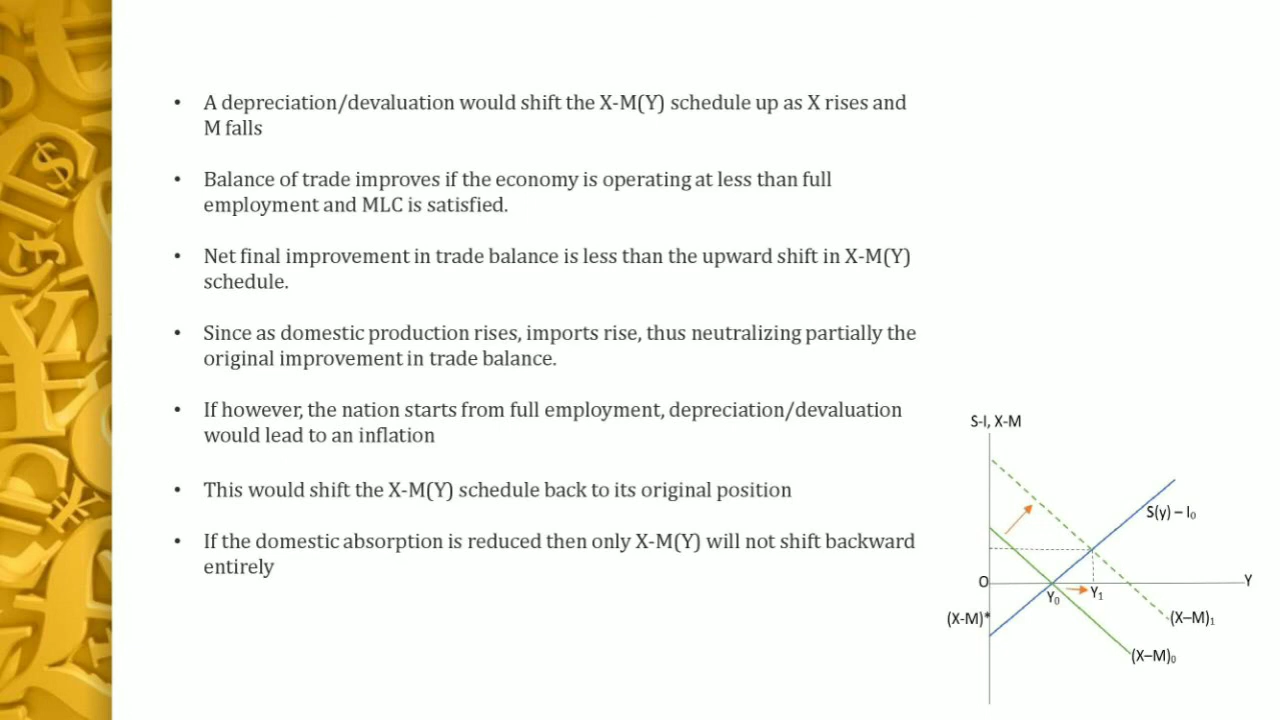 • A depreciation/devaluation would shift the X-M(Y) schedule up as X rises and
M falls
• Balance of trade improves if the economy is operating at less than full
employment and MLC is satisfied.
• Net final improvement in trade balance is less than the upward shift in X-M(Y)
schedule.
• Since as domestic production rises, imports rise, thus neutralizing partially the
original improvement in trade balance.
• If however, the nation starts from full employment, depreciation/devaluation
would lead to an inflation
• This would shift the X-M(Y) schedule back to its original position
• If the domestic absorption is reduced then only X-M(Y) will not shift backward
entirely
S-I, X-M
S(y) – I₀
O
Y
Y₀
Y₁
(X-M)*
(X–M)₁
(X–M)₀